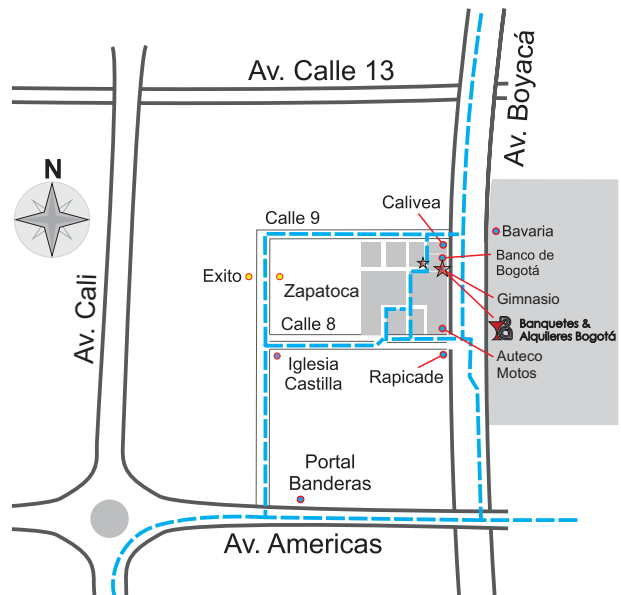 Av. Boyacá
Av. Calle 13
N
Calivea
Calle 9
Bavaria
Banco de
Bogotá
Exito
Zapatoca
Gimnasio
Av. Cali
Calle 8
Banquetes &
Alquileres Bogotá
Iglesia
Castilla
Rapicade
Auteco
Motos
Portal
Banderas
Av. Americas